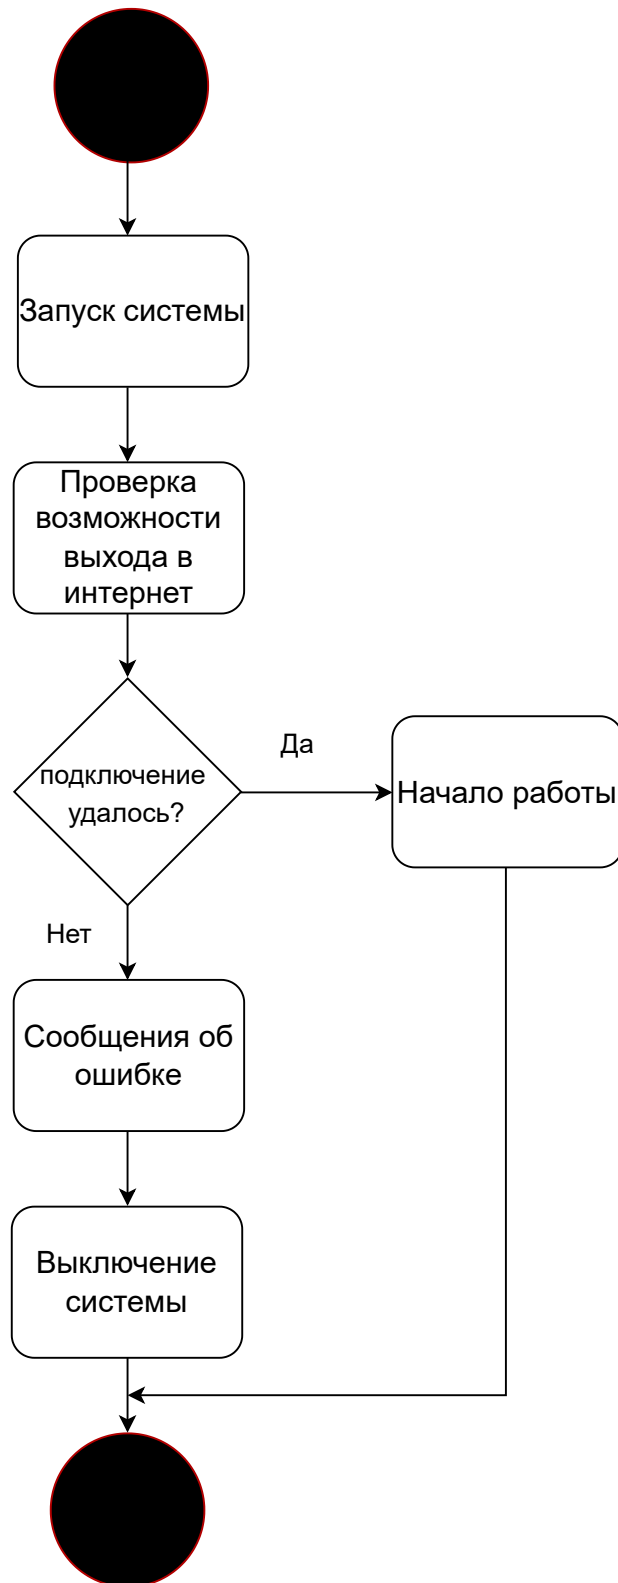 Запуск системы
Проверка
возможности
выхода в
интернет
подключение
удалось?
Да
Начало работы
Нет
Сообщения об
ошибке
Выключение
системы